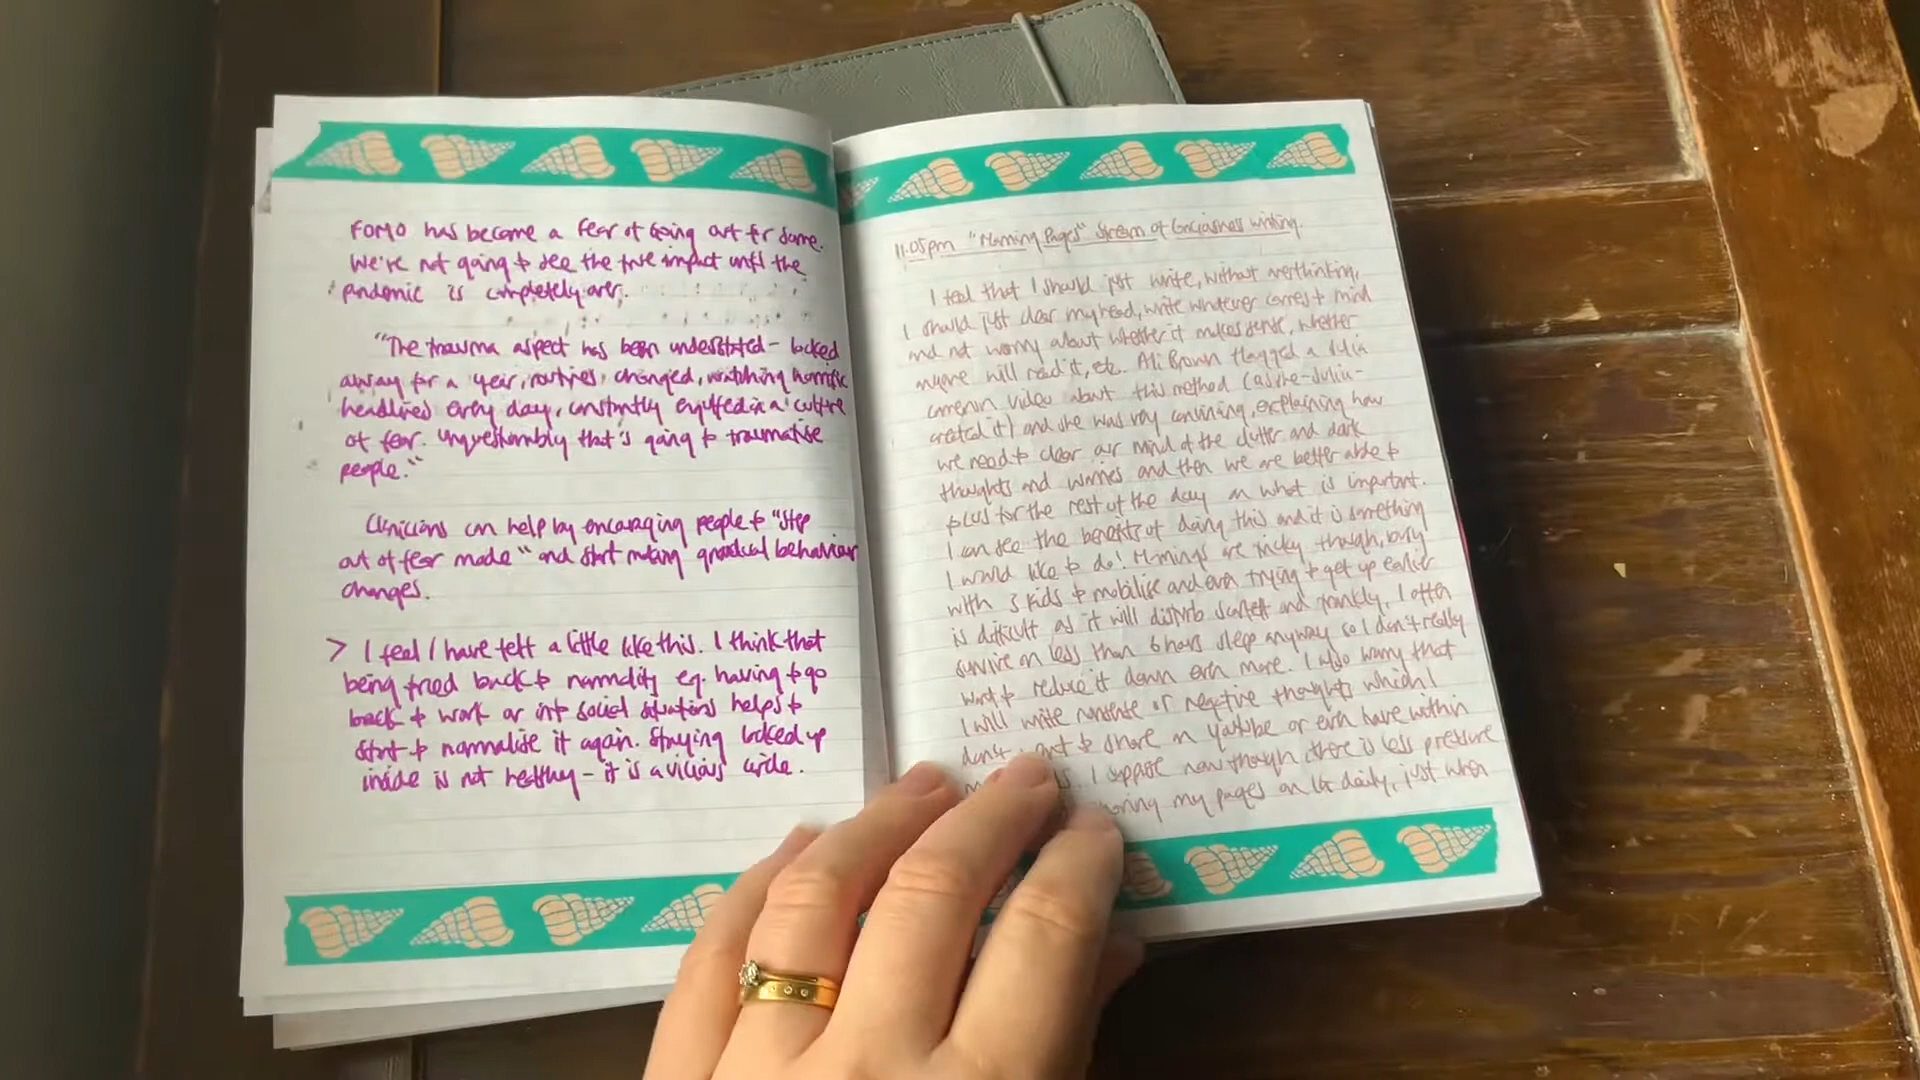 FOMO has become a fear of Going out for some.
We're not going to see the true impact until the
pandemic is completely over.
"The trauma aspect has been understated - locked
away for a year, routines changed, watching horrific
headlines every day, constantly engulfed in a culture
of fear. Unquestionably that's going to traumatise
people."
Clinicians can help by encouraging people to "step
out of fear mode" and start making gradual behaviour
changes.
> I feel I have felt a little like this. I think that
being forced back to normality eg. having to go
back to work or into social situations helps to
start to normalise it again. Staying locked up
inside is not healthy - it is a vicious circle.
11.05pm "Morning Pages" Stream of Conciousness writing.
I feel that I should just write, without overthinking,
I should just clear my head, write whatever comes to mind
and not worry about whether it makes sense, whether
anyone will read it, etc. Ali Brown flagged a Julia
Cameron video about this method (as she - Julia -
created it) and she was very convincing, explaining how
we need to clear our mind of the clutter and dark
thoughts and worries and then we are better able to
focus for the rest of the day on what is important.
I can see the benefits of doing this and it is something
I would like to do! Mornings are tricky though, busy
with 3 kids to mobilise and even trying to get up earlier
is difficult as it will disturb Scarlett and frankly, I often
survive on less than 6 hours sleep anyway so I don't really
want to reduce it down even more. I also worry that
I will write nonsense or negative thoughts which I
don't want to share on youtube or even have within
I suppose now though, there is less pressure
my pages on IG daily, just when